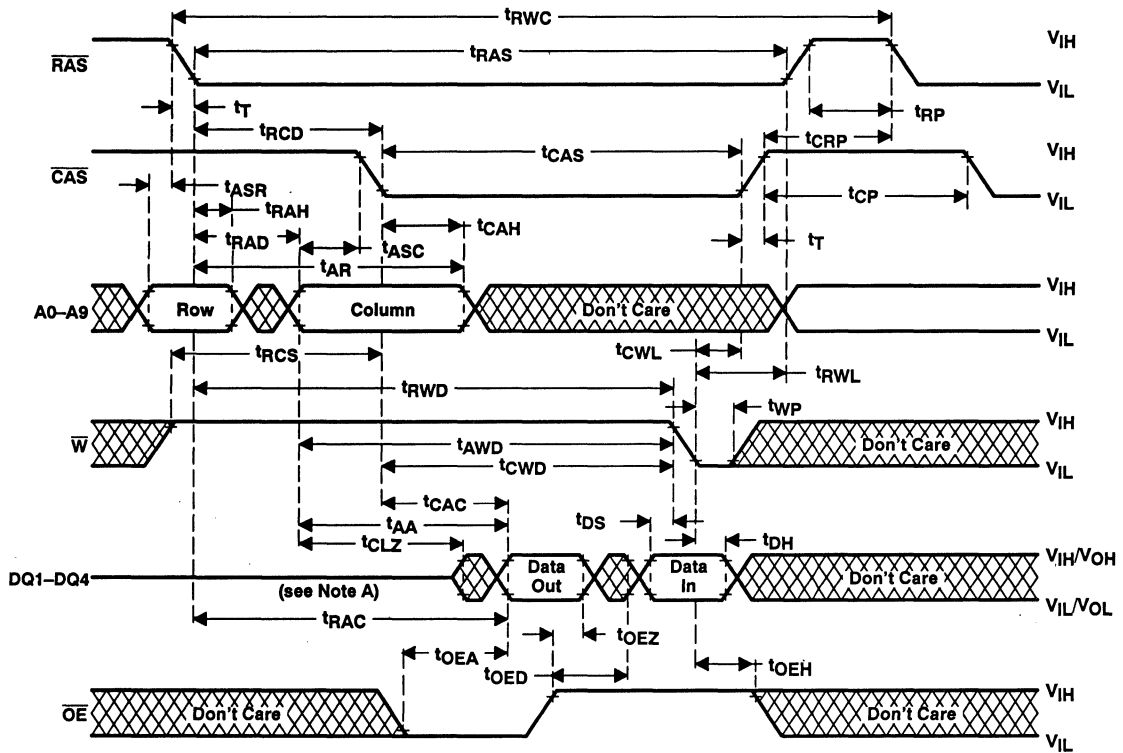 tRWC
RAS
tRAS
VIH
VIL
tT
tRP
tRCD
tCRP
CAS
tCAS
VIH
VIL
tASR
tCP
tRAH
tCAH
tRAD
tASC
tT
tAR
A0–A9
Row
Column
Don't Care
VIH
VIL
tRCS
tCWL
tRWL
tRWD
tWP
W
tAWD
Don't Care
VIH
VIL
tCWD
tCAC
tAA
tDS
tCLZ
tDH
DQ1–DQ4
(see Note A)
Data Out
Data In
Don't Care
VIH/VOH
VIL/VOL
tRAC
tOEZ
tOEA
tOED
tOEH
OE
Don't Care
Don't Care
VIH
VIL